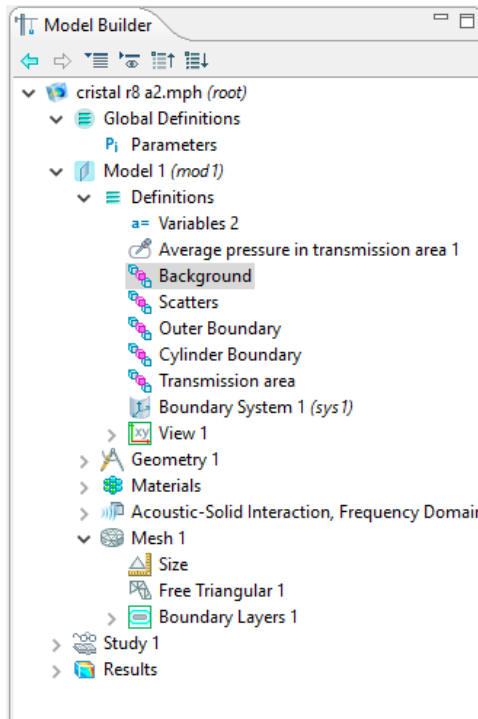 Model Builder
cristal r8 a2.mph (root)
Global Definitions
Pi Parameters
Model 1 (mod1)
Definitions
a= Variables 2
Average pressure in transmission area 1
Background
Scatters
Outer Boundary
Cylinder Boundary
Transmission area
Boundary System 1 (sys1)
xy View 1
Geometry 1
Materials
Acoustic-Solid Interaction, Frequency Domain
Mesh 1
Size
Free Triangular 1
Boundary Layers 1
Study 1
Results